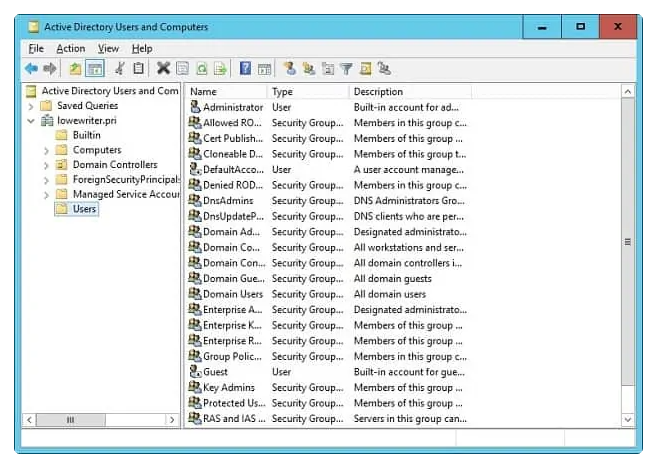 Active Directory Users and Computers
File Action View Help
Active Directory Users and Com
Saved Queries
lowewriter.pri
Builtin
Computers
Domain Controllers
ForeignSecurityPrincipals
Managed Service Accour
Users
Name Type Description
Administrator User Built-in account for ad...
Allowed RO... Security Group... Members in this group c...
Cert Publish... Security Group... Members of this group ...
Cloneable D... Security Group... Members of this group t...
DefaultAcco... User A user account manage...
Denied ROD... Security Group... Members in this group c...
DnsAdmins Security Group... DNS Administrators Gro...
DnsUpdateP... Security Group... DNS clients who are per...
Domain Ad... Security Group... Designated administrato...
Domain Co... Security Group... All workstations and ser...
Domain Con... Security Group... All domain controllers i...
Domain Gue... Security Group... All domain guests
Domain Users Security Group... All domain users
Enterprise A... Security Group... Designated administrato...
Enterprise K... Security Group... Members of this group ...
Enterprise R... Security Group... Members of this group ...
Group Polic... Security Group... Members in this group c...
Guest User Built-in account for gue...
Key Admins Security Group... Members of this group ...
Protected Us... Security Group... Members of this group ...
RAS and IAS ... Security Group... Servers in this group can...